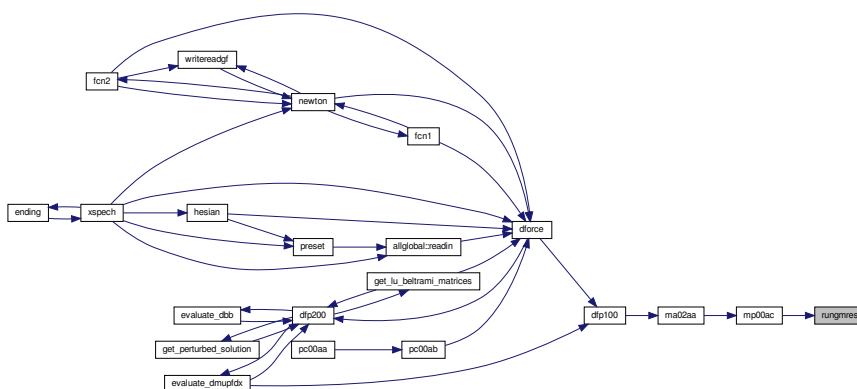 writereadgf
fcn2
newton
fcn1
ending
xspech
hesian
dforce
preset
allglobal::readin
get_lu_beltrami_matrices
evaluate_dbb
dfp200
dfp100
ma02aa
mp00ac
rungmres
get_perturbed_solution
pc00aa
pc00ab
evaluate_dmupfdx